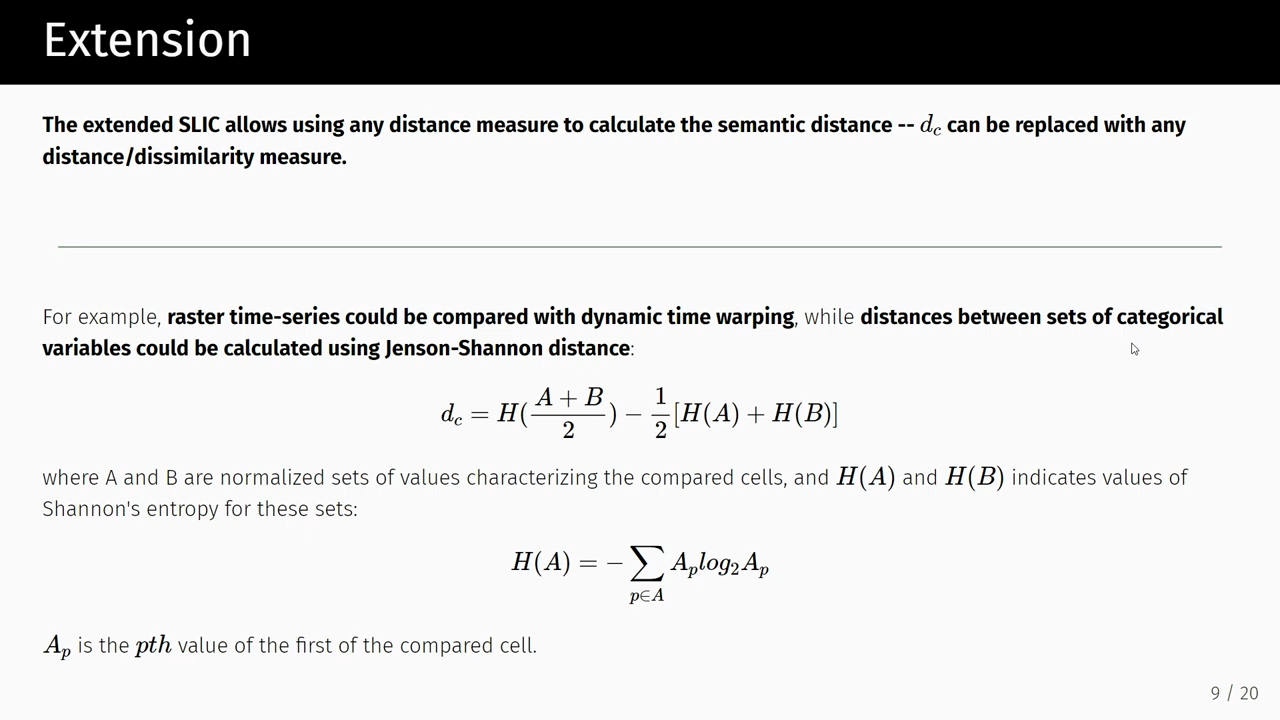 Extension
The extended SLIC allows using any distance measure to calculate the semantic distance -- d_c can be replaced with any
distance/dissimilarity measure.
For example, raster time-series could be compared with dynamic time warping, while distances between sets of categorical
variables could be calculated using Jenson-Shannon distance:
d_c = H(\frac{A + B}{2}) − \frac{1}{2}[H(A) + H(B)]
where A and B are normalized sets of values characterizing the compared cells, and H(A) and H(B) indicates values of
Shannon's entropy for these sets:
H(A) = − \sum_{p∈A} A_p log_2 A_p
A_p is the pth value of the first of the compared cell.
9 / 20